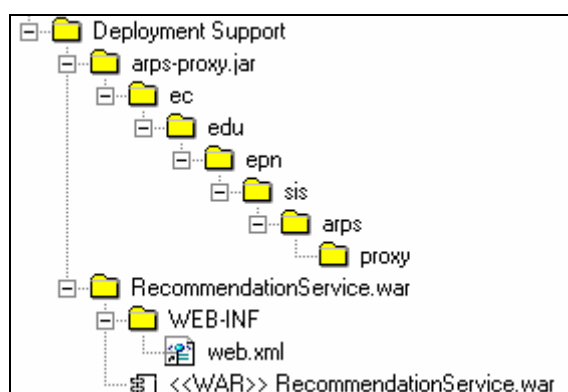 Deployment Support
arps-proxy.jar
ec
edu
epn
sis
arps
proxy
RecommendationService.war
WEB-INF
web.xml
<<WAR>> RecommendationService.war